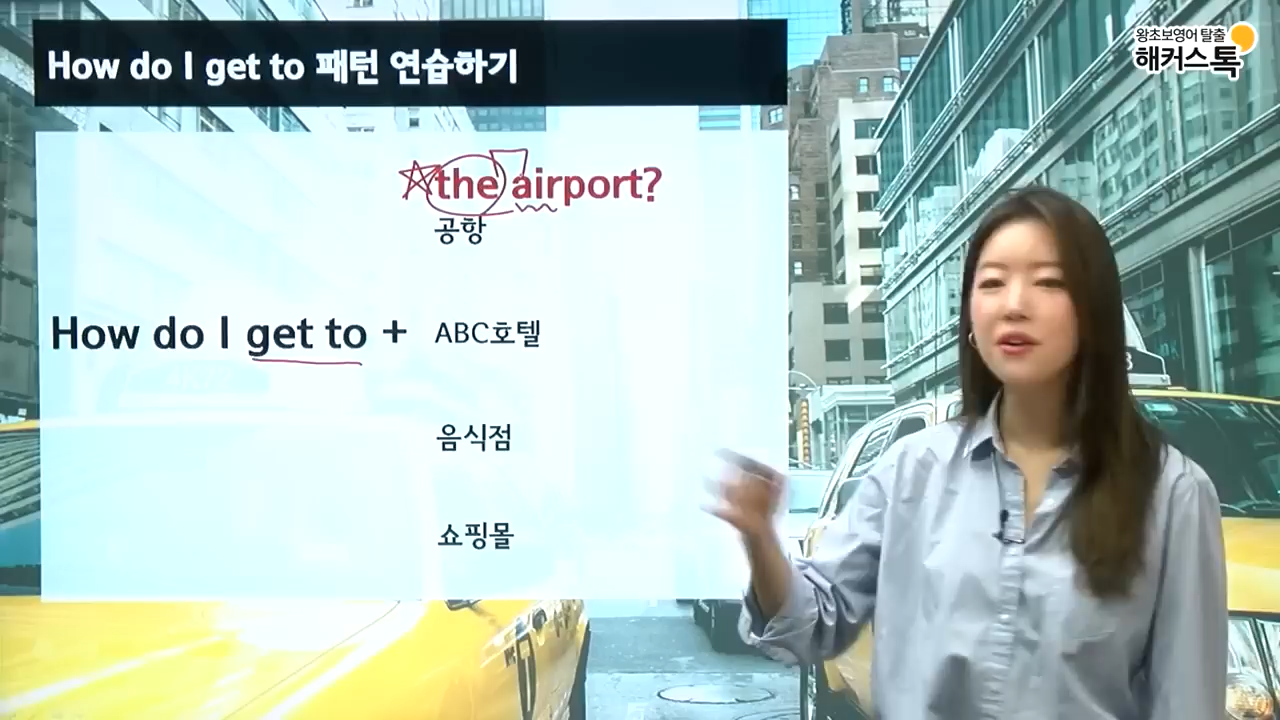 How do I get to 패턴 연습하기
왕초보영어 탈출
해커스톡
the airport?
공항
How do I get to + ABC호텔
음식점
쇼핑몰